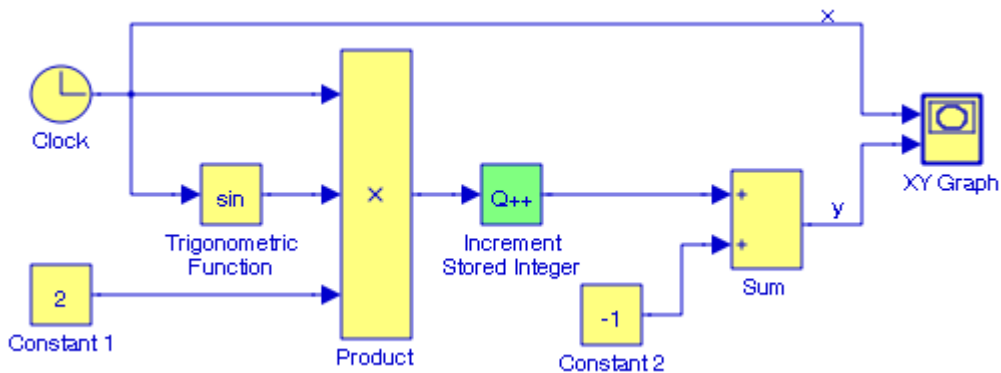 x
Clock
XY Graph
sin
X
Q++
+
y
Trigonometric
Function
Increment
Stored Integer
+
2
Sum
-1
Constant 1
Product
Constant 2